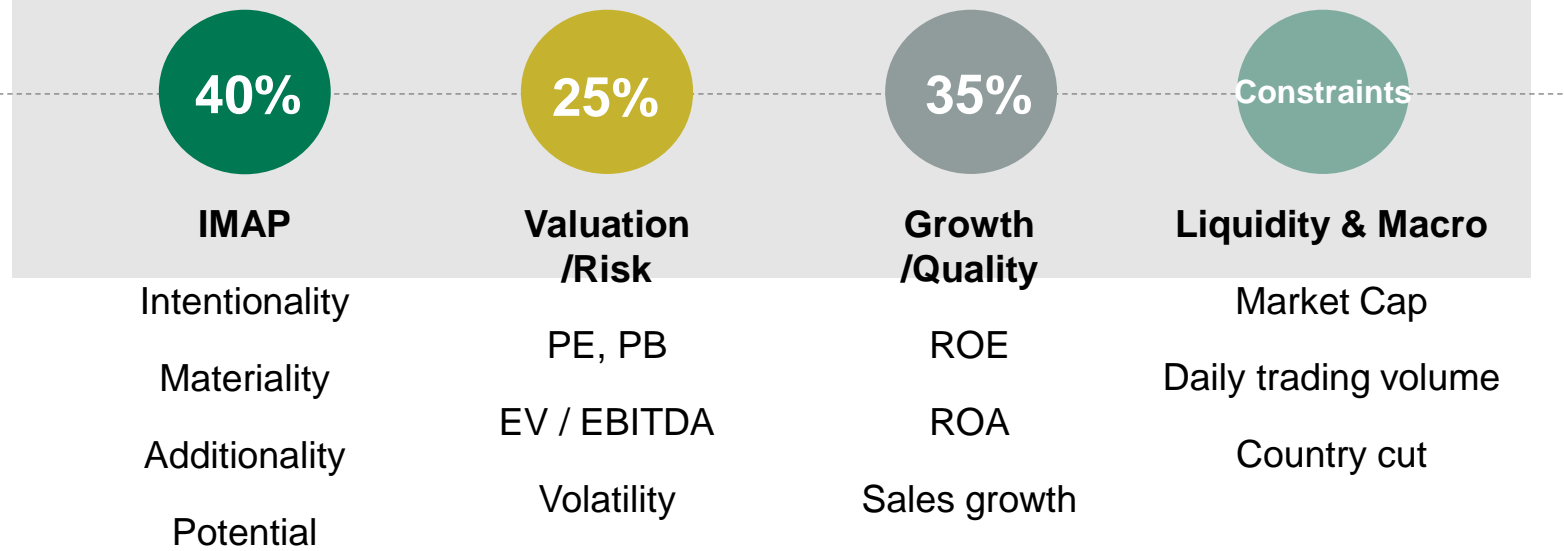 40%
25%
35%
Constraints
IMAP
Intentionality
Materiality
Additionality
Potential
Valuation
/Risk
PE, PB
EV / EBITDA
Volatility
Growth
/Quality
ROE
ROA
Sales growth
Liquidity & Macro
Market Cap
Daily trading volume
Country cut